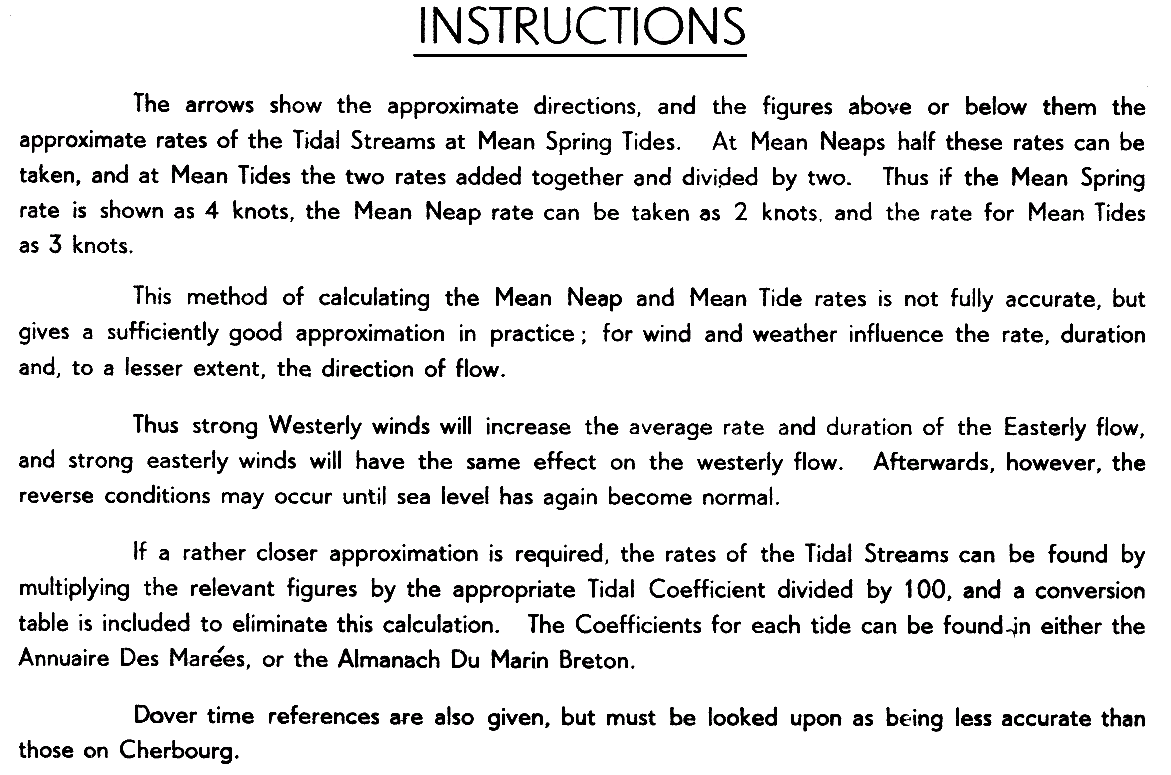 INSTRUCTIONS
The arrows show the approximate directions, and the figures above or below them the
approximate rates of the Tidal Streams at Mean Spring Tides. At Mean Neaps half these rates can be
taken, and at Mean Tides the two rates added together and divided by two. Thus if the Mean Spring
rate is shown as 4 knots, the Mean Neap rate can be taken as 2 knots, and the rate for Mean Tides
as 3 knots.
This method of calculating the Mean Neap and Mean Tide rates is not fully accurate, but
gives a sufficiently good approximation in practice; for wind and weather influence the rate, duration
and, to a lesser extent, the direction of flow.
Thus strong Westerly winds will increase the average rate and duration of the Easterly flow,
and strong easterly winds will have the same effect on the westerly flow. Afterwards, however, the
reverse conditions may occur until sea level has again become normal.
If a rather closer approximation is required, the rates of the Tidal Streams can be found by
multiplying the relevant figures by the appropriate Tidal Coefficient divided by 100, and a conversion
table is included to eliminate this calculation. The Coefficients for each tide can be found in either the
Annuaire Des Marées, or the Almanach Du Marin Breton.
Dover time references are also given, but must be looked upon as being less accurate than
those on Cherbourg.